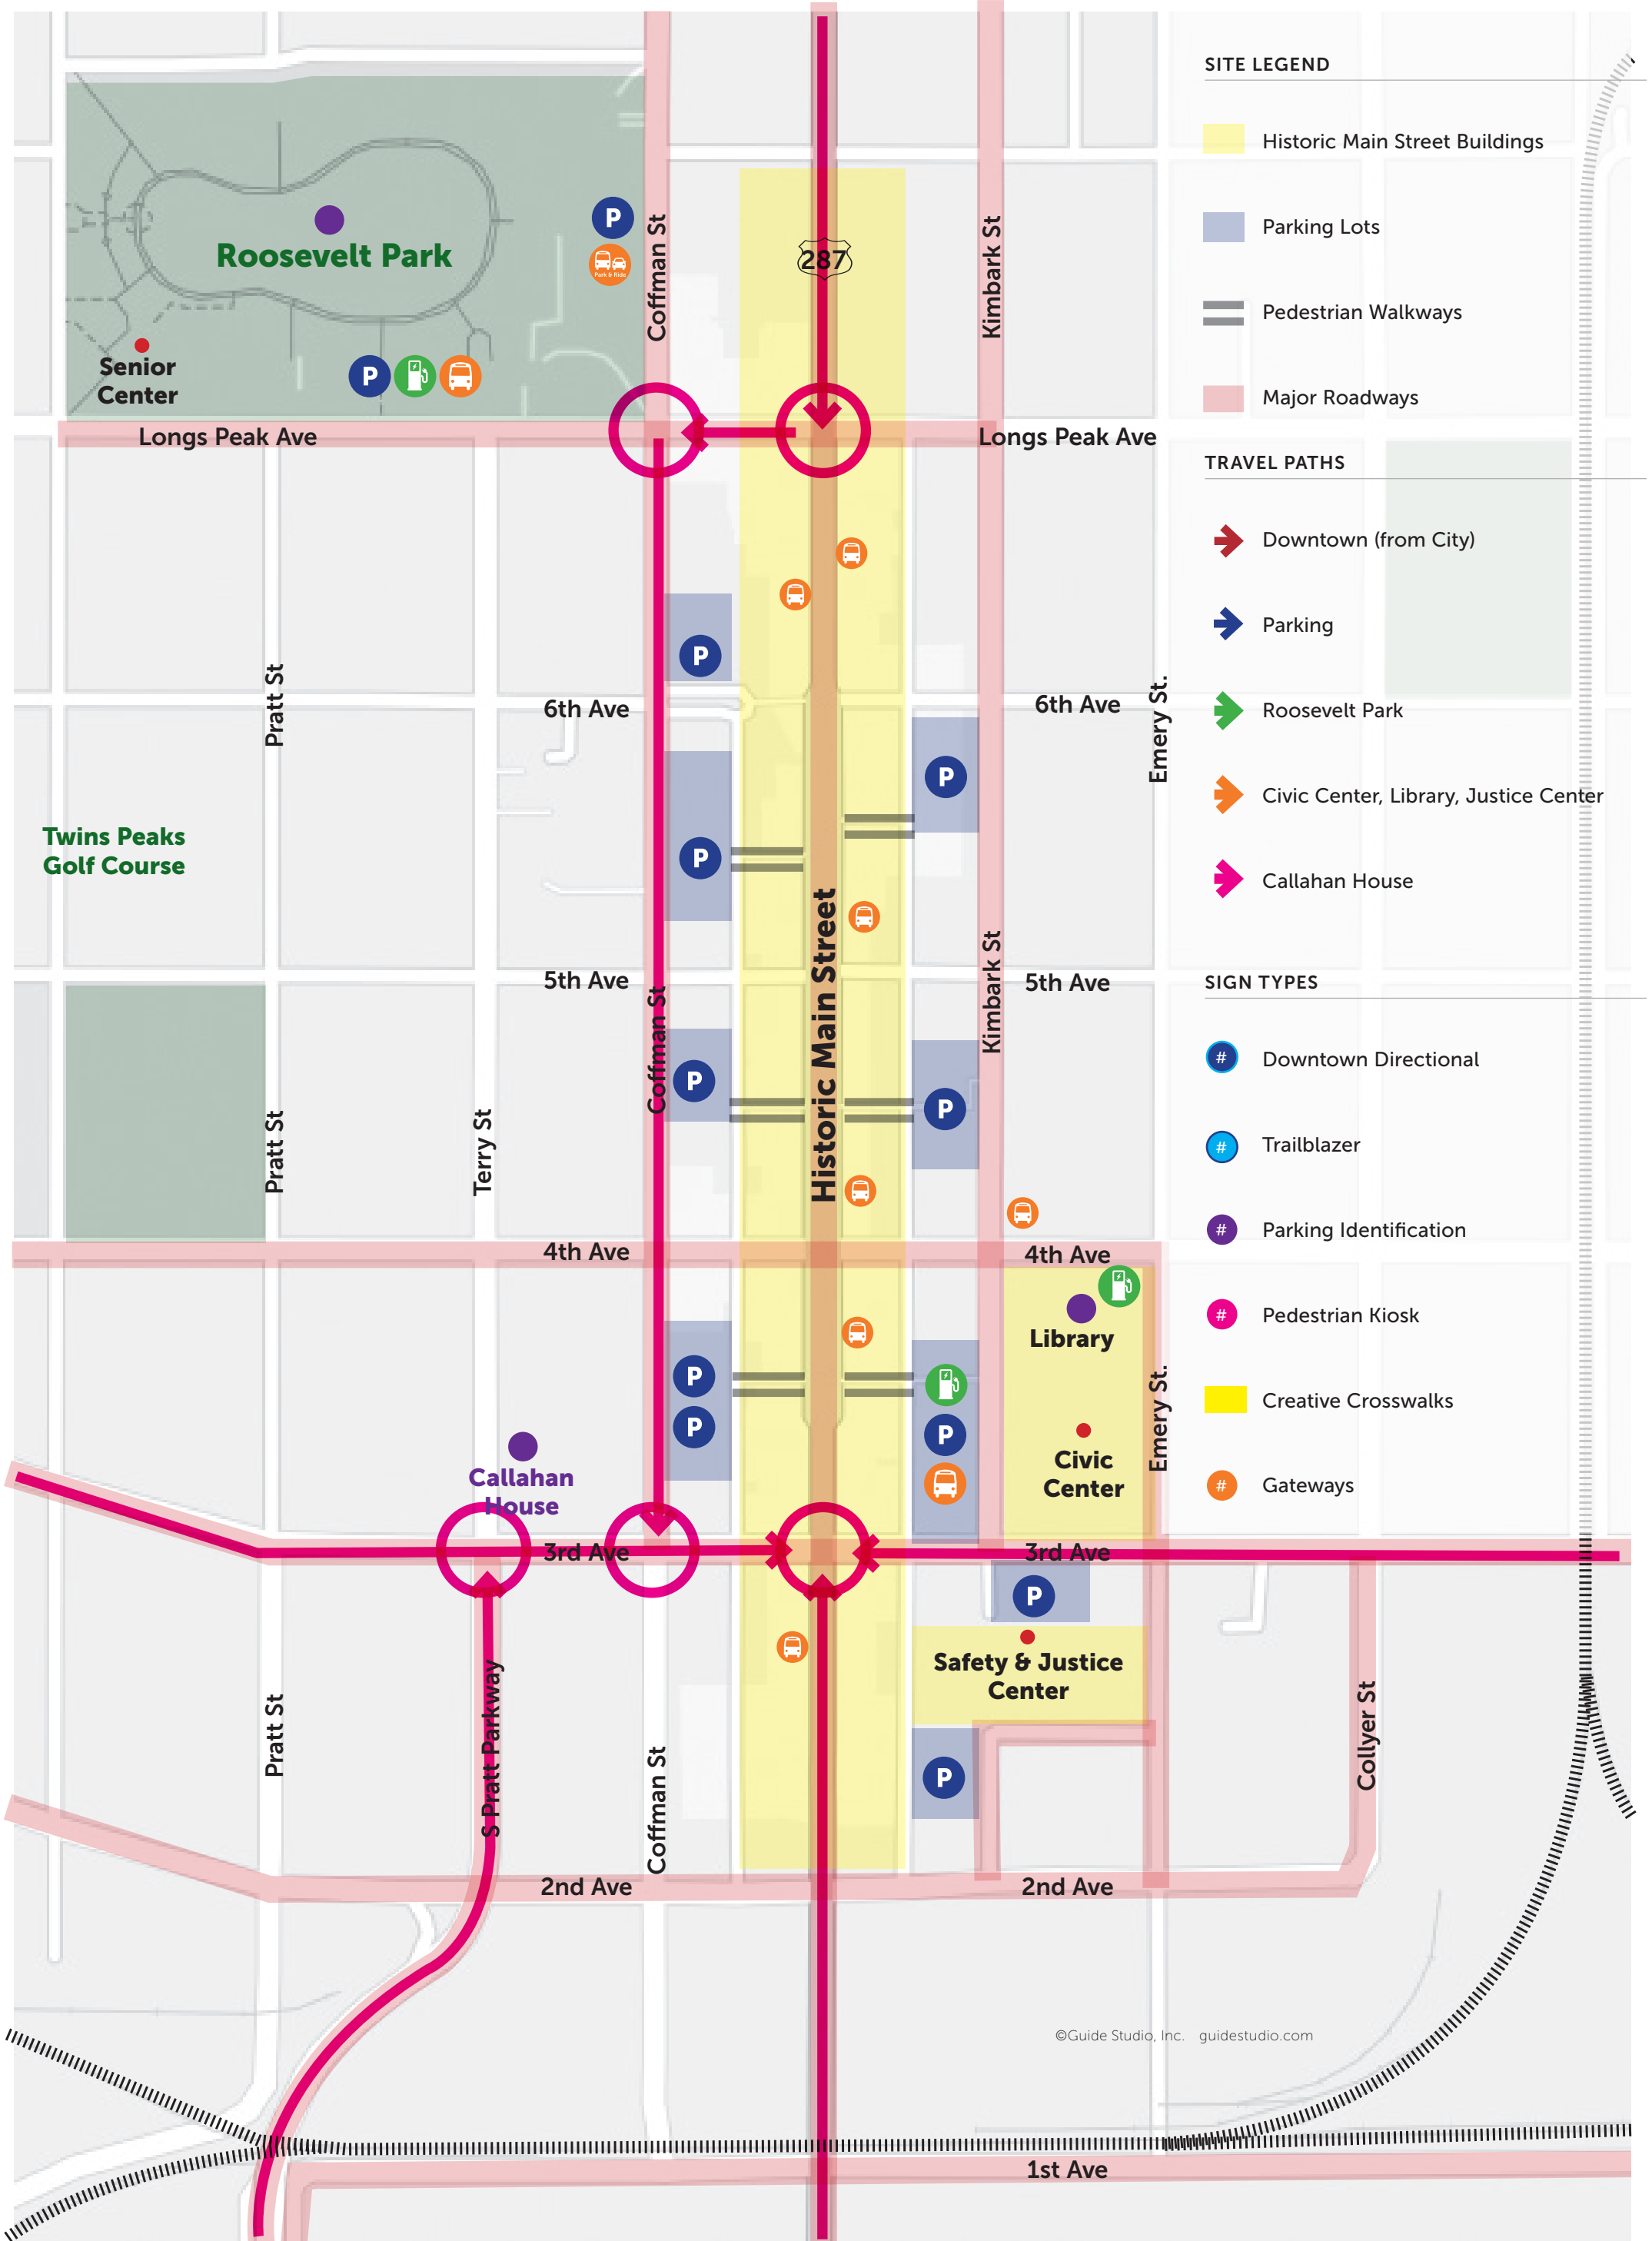 SITE LEGEND
Historic Main Street Buildings
Parking Lots
Pedestrian Walkways
Major Roadways
TRAVEL PATHS
Downtown (from City)
Parking
Roosevelt Park
Civic Center, Library, Justice Center
Callahan House
SIGN TYPES
# Downtown Directional
# Trailblazer
# Parking Identification
# Pedestrian Kiosk
Creative Crosswalks
# Gateways
Roosevelt Park
P
Park & Ride
Coffman St
287
Kimbark St
Senior
Center
P
Longs Peak Ave
Longs Peak Ave
P
Pratt St
6th Ave
6th Ave
Emery St.
P
Twins Peaks
Golf Course
P
Historic Main Street
Kimbark St
5th Ave
5th Ave
Coffman St
P
P
Pratt St
Terry St
4th Ave
4th Ave
Library
P
P
P
Emery St.
Civic
Center
Callahan
House
3rd Ave
3rd Ave
P
Safety & Justice
Center
Pratt St
S Pratt Parkway
Coffman St
P
Collyer St
2nd Ave
2nd Ave
©Guide Studio, Inc. guidestudio.com
1st Ave